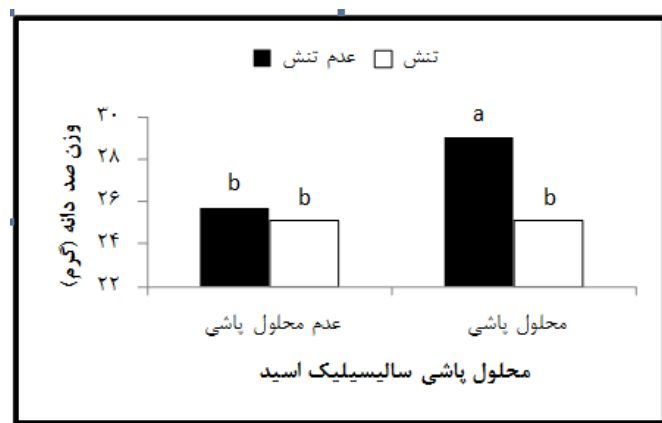 عدم تنش تنش
وزن صد دانه (گرم)
۳۰
۲۸
۲۶
۲۴
۲۲
b b a b
عدم محلول پاشی محلول پاشی
محلول پاشی سالیسیلیک اسید